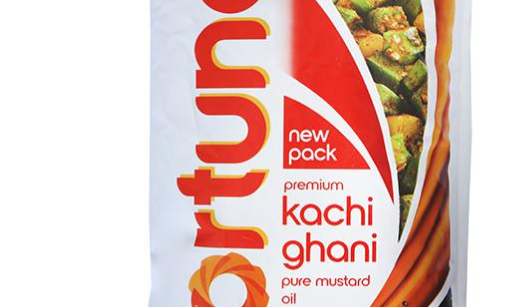 ortun
new
pack
premium
kachi
ghani
pure mustard
oil